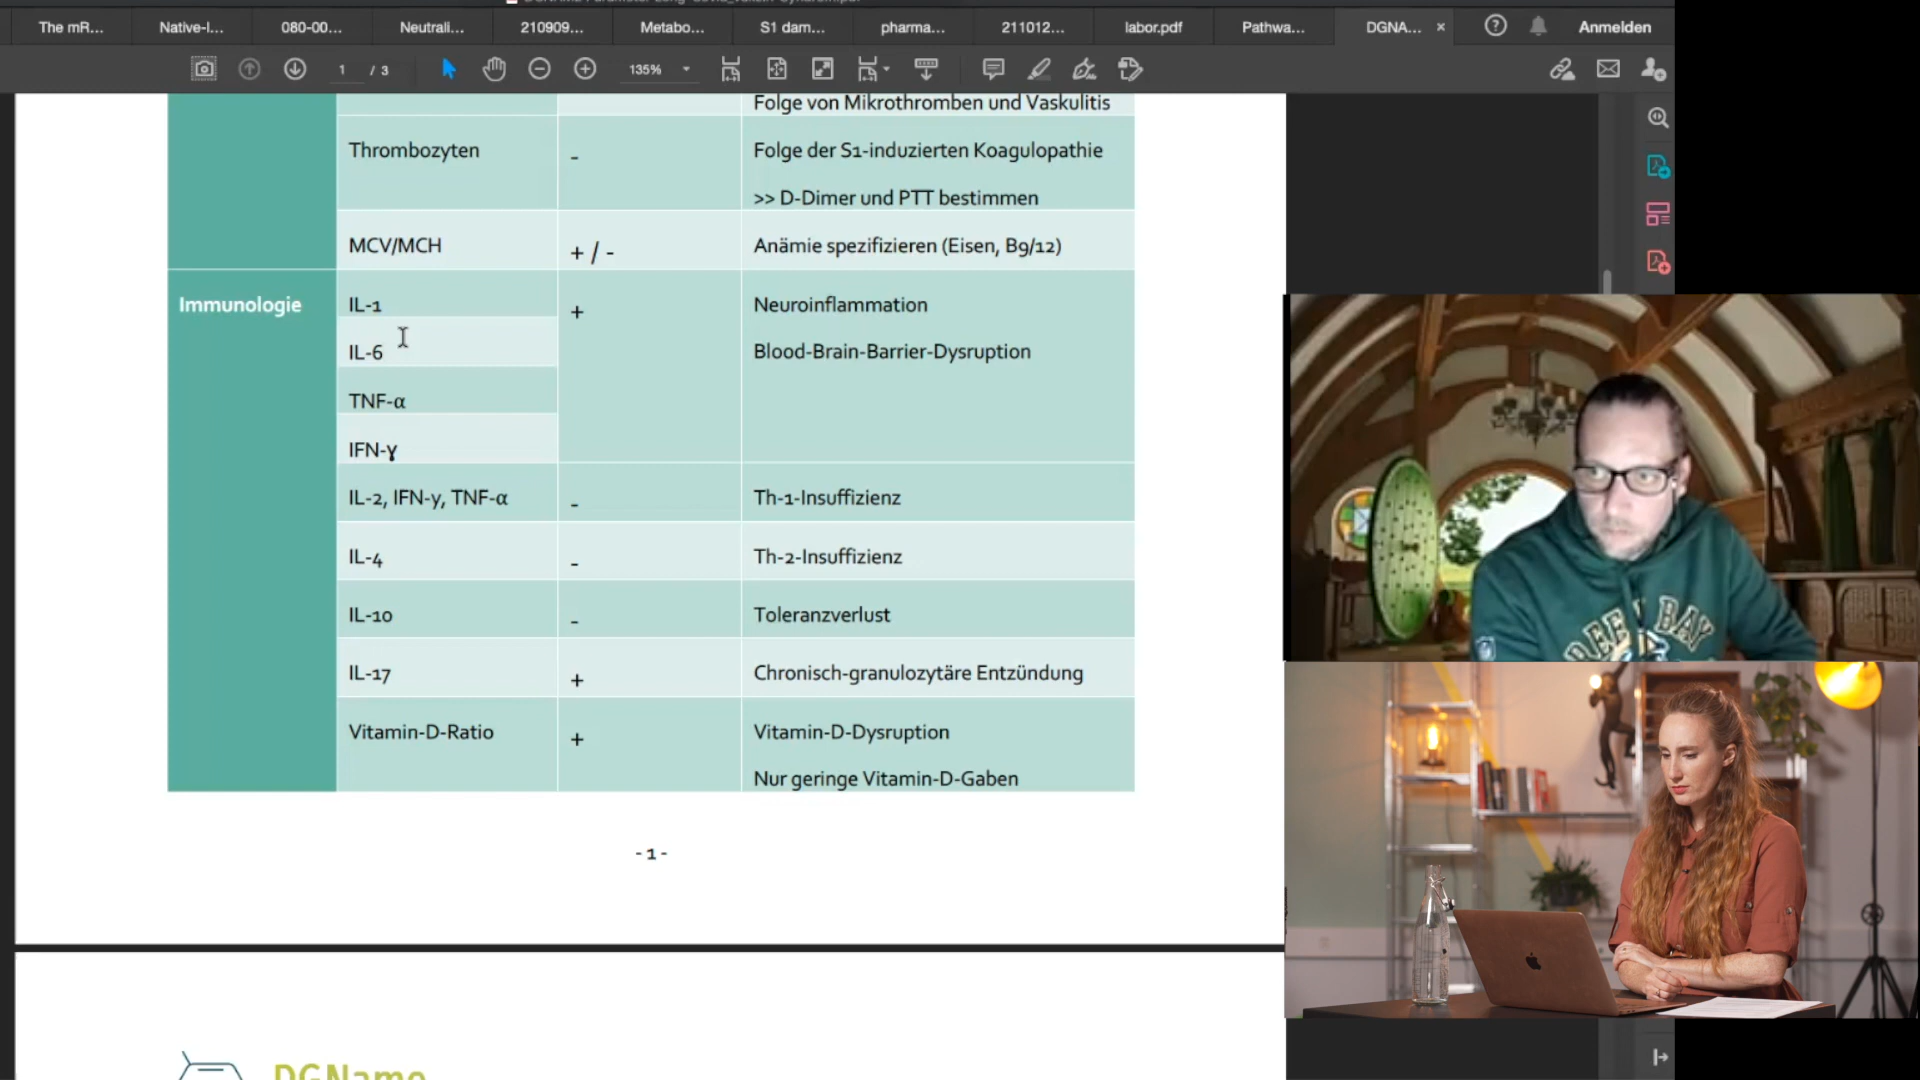 The mR...
Native-l...
080-00...
Neutrali...
210909...
Metabo...
S1 dam...
pharma...
211012...
labor.pdf
Pathwa...
DGNA... ×
Anmelden
1 / 3
135%
Folge von Mikrothromben und Vaskulitis
Thrombozyten
-
Folge der S1-induzierten Koagulopathie
>> D-Dimer und PTT bestimmen
MCV/MCH
+ / -
Anämie spezifizieren (Eisen, B9/12)
Immunologie
IL-1
+
Neuroinflammation
IL-6
Blood-Brain-Barrier-Dysruption
TNF-α
IFN-ɣ
IL-2, IFN-y, TNF-α
-
Th-1-Insuffizienz
IL-4
-
Th-2-Insuffizienz
IL-10
-
Toleranzverlust
IL-17
+
Chronisch-granulozytäre Entzündung
Vitamin-D-Ratio
+
Vitamin-D-Dysruption
Nur geringe Vitamin-D-Gaben
- 1 -
DGName